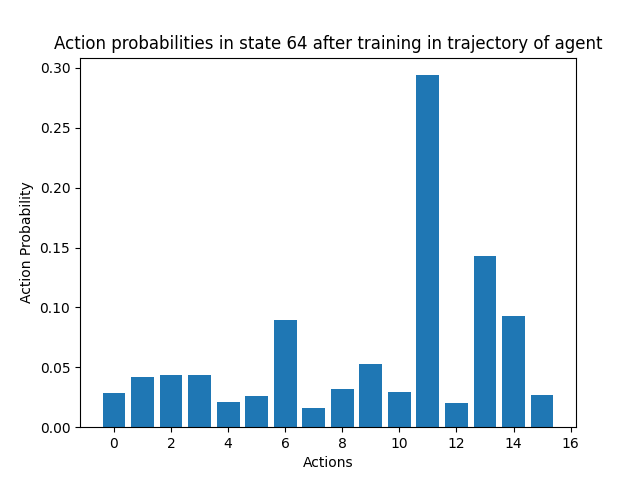 Action probabilities in state 64 after training in trajectory of agent
0.30
0.25
0.20
0.15
0.10
0.05
0.00
Action Probability
0 2 4 6 8 10 12 14 16
Actions